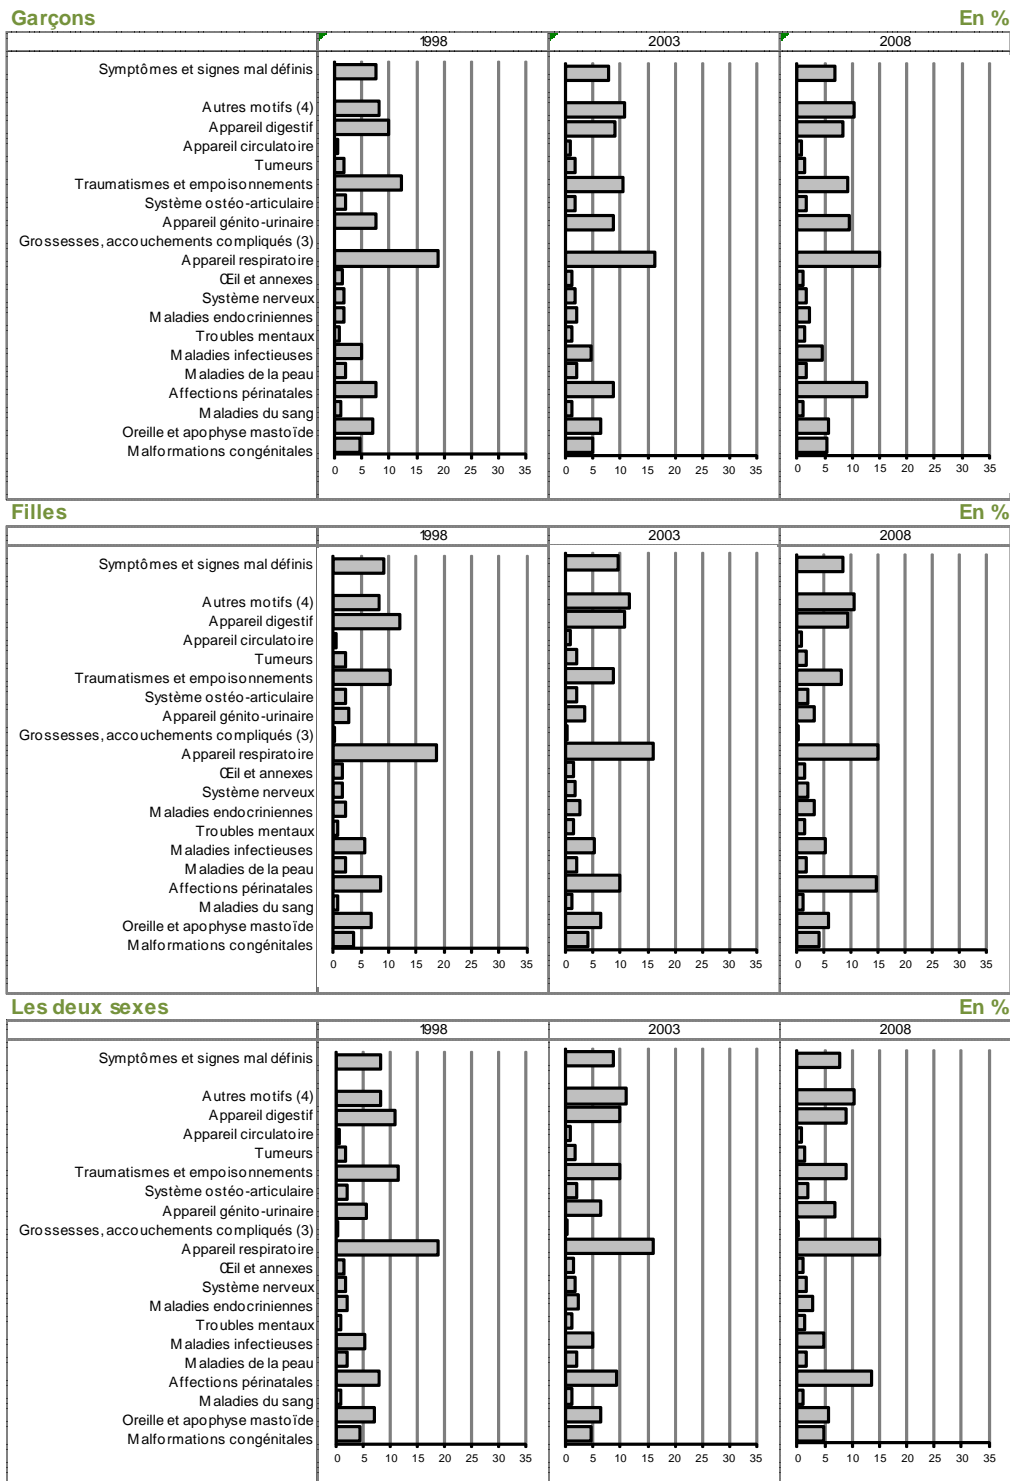 Garçons En %
1998 2003 2008
Symptômes et signes mal définis
Autres motifs (4)
Appareil digestif
Appareil circulatoire
Tumeurs
Traumatismes et empoisonnements
Système ostéo-articulaire
Appareil génito-urinaire
Grossesses, accouchements compliqués (3)
Appareil respiratoire
Œil et annexes
Système nerveux
Maladies endocriniennes
Troubles mentaux
Maladies infectieuses
Maladies de la peau
Affections périnatales
Maladies du sang
Oreille et apophyse mastoïde
Malformations congénitales
0 5 10 15 20 25 30 35 0 5 10 15 20 25 30 35 0 5 10 15 20 25 30 35
Filles En %
1998 2003 2008
Symptômes et signes mal définis
Autres motifs (4)
Appareil digestif
Appareil circulatoire
Tumeurs
Traumatismes et empoisonnements
Système ostéo-articulaire
Appareil génito-urinaire
Grossesses, accouchements compliqués (3)
Appareil respiratoire
Œil et annexes
Système nerveux
Maladies endocriniennes
Troubles mentaux
Maladies infectieuses
Maladies de la peau
Affections périnatales
Maladies du sang
Oreille et apophyse mastoïde
Malformations congénitales
0 5 10 15 20 25 30 35 0 5 10 15 20 25 30 35 0 5 10 15 20 25 30 35
Les deux sexes En %
1998 2003 2008
Symptômes et signes mal définis
Autres motifs (4)
Appareil digestif
Appareil circulatoire
Tumeurs
Traumatismes et empoisonnements
Système ostéo-articulaire
Appareil génito-urinaire
Grossesses, accouchements compliqués (3)
Appareil respiratoire
Œil et annexes
Système nerveux
Maladies endocriniennes
Troubles mentaux
Maladies infectieuses
Maladies de la peau
Affections périnatales
Maladies du sang
Oreille et apophyse mastoïde
Malformations congénitales
0 5 10 15 20 25 30 35 0 5 10 15 20 25 30 35 0 5 10 15 20 25 30 35